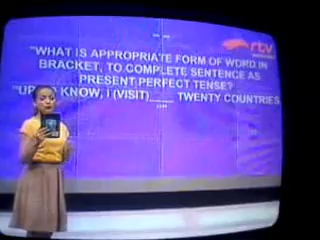 rtv
"WHAT IS APPROPRIATE FORM OF WORD IN
BRACKET, TO COMPLETE SENTENCE AS
PRESENT PERFECT TENSE?
KNOW, I (VISIT)____ TWENTY COUNTRIES